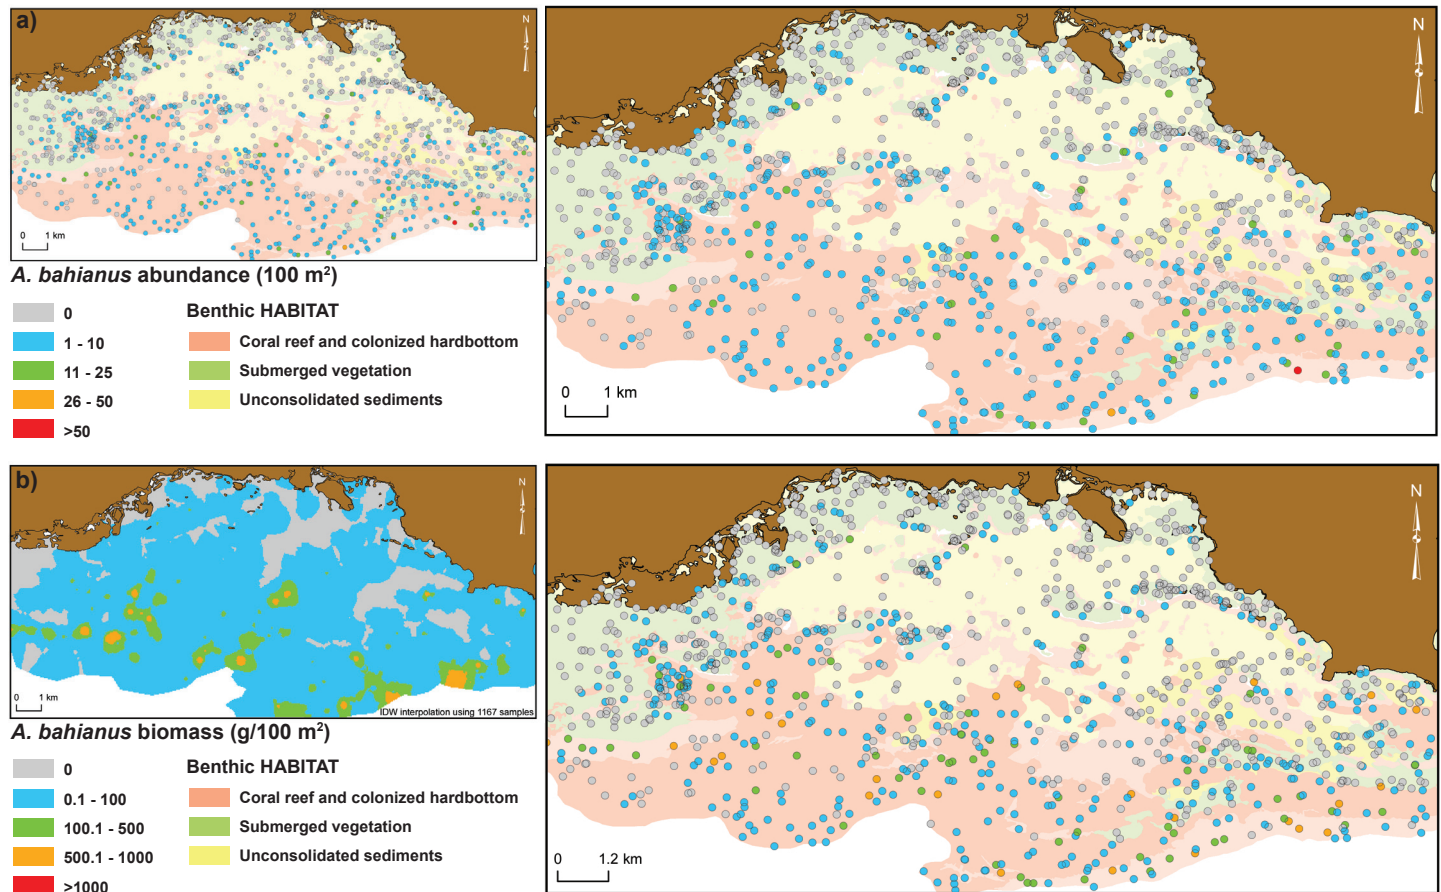 a)
N
0 1 km
A. bahianus abundance (100 m²)
0
1 - 10
11 - 25
26 - 50
>50
Benthic HABITAT
Coral reef and colonized hardbottom
Submerged vegetation
Unconsolidated sediments
N
0 1 km
b)
N
0 1 km
IDW interpolation using 1167 samples
A. bahianus biomass (g/100 m²)
0
0.1 - 100
100.1 - 500
500.1 - 1000
>1000
Benthic HABITAT
Coral reef and colonized hardbottom
Submerged vegetation
Unconsolidated sediments
N
0 1.2 km